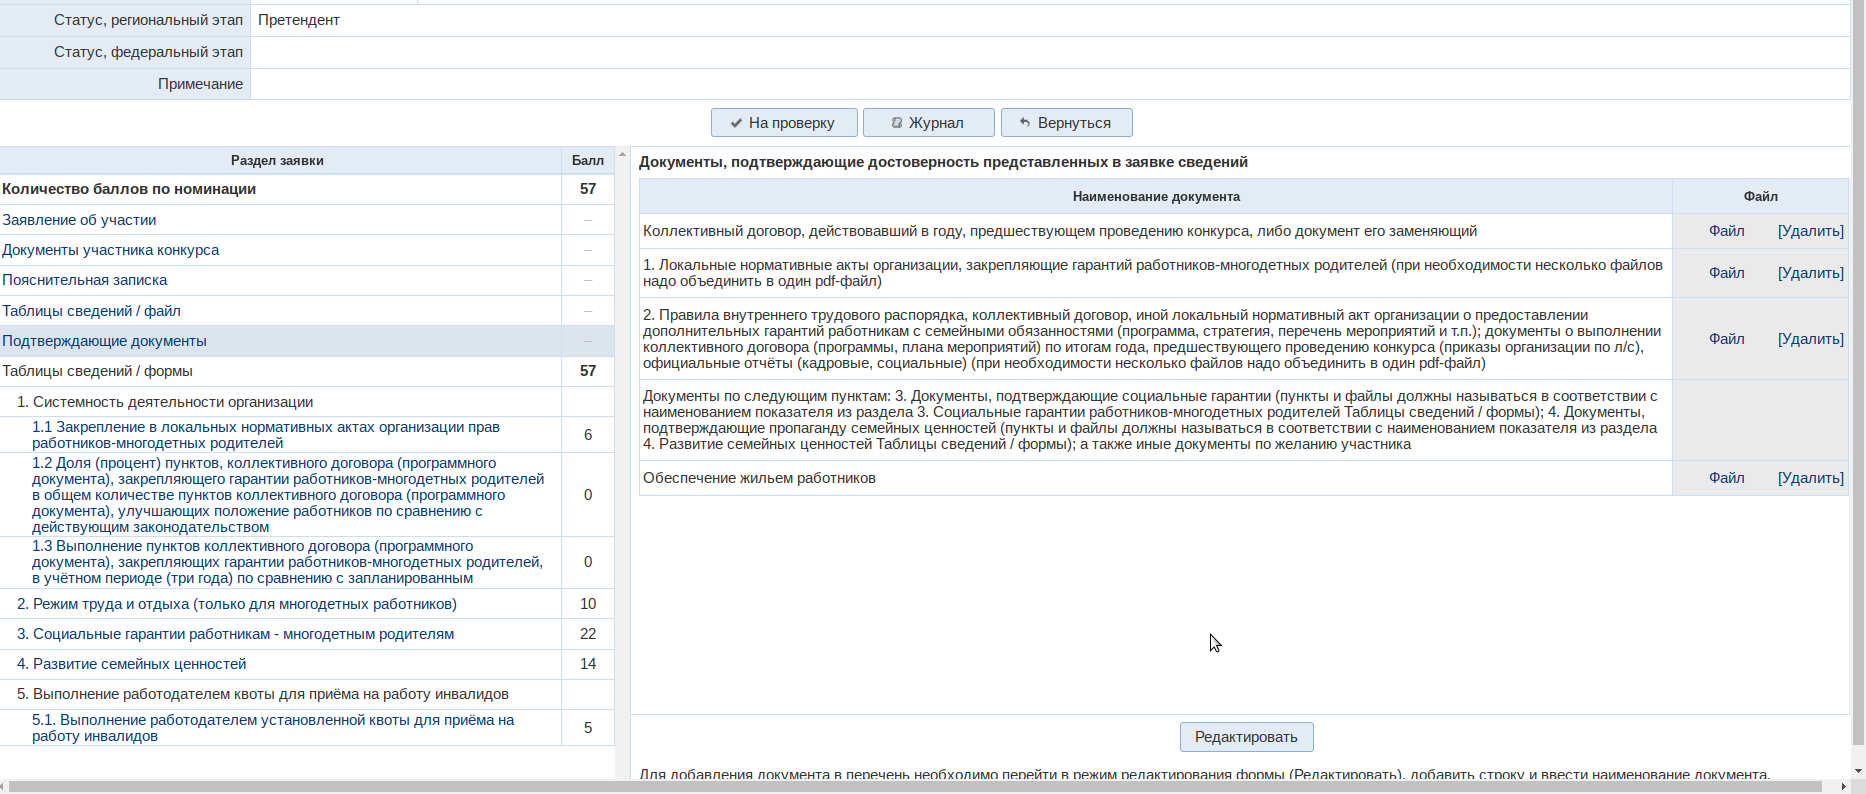 Статус, региональный этап Претендент
Статус, федеральный этап
Примечание
На проверку Журнал Вернуться
Раздел заявки Балл
Количество баллов по номинации 57
Заявление об участии –
Документы участника конкурса –
Пояснительная записка –
Таблицы сведений / файл –
Подтверждающие документы –
Таблицы сведений / формы 57
1. Системность деятельности организации
1.1 Закрепление в локальных нормативных актах организации прав
работников-многодетных родителей 6
1.2 Доля (процент) пунктов, коллективного договора (программного
документа), закрепляющего гарантии работников-многодетных родителей
в общем количестве пунктов коллективного договора (программного 0
документа), улучшающих положение работников по сравнению с
действующим законодательством
1.3 Выполнение пунктов коллективного договора (программного
документа), закрепляющих гарантии работников-многодетных родителей, 0
в учётном периоде (три года) по сравнению с запланированным
2. Режим труда и отдыха (только для многодетных работников) 10
3. Социальные гарантии работникам - многодетным родителям 22
4. Развитие семейных ценностей 14
5. Выполнение работодателем квоты для приёма на работу инвалидов
5.1. Выполнение работодателем установленной квоты для приёма на
работу инвалидов 5
Документы, подтверждающие достоверность представленных в заявке сведений
Наименование документа Файл
Коллективный договор, действовавший в году, предшествующем проведению конкурса, либо документ его заменяющий Файл [Удалить]
1. Локальные нормативные акты организации, закрепляющие гарантий работников-многодетных родителей (при необходимости несколько файлов
надо объединить в один pdf-файл) Файл [Удалить]
2. Правила внутреннего трудового распорядка, коллективный договор, иной локальный нормативный акт организации о предоставлении
дополнительных гарантий работникам с семейными обязанностями (программа, стратегия, перечень мероприятий и т.п.); документы о выполнении
коллективного договора (программы, плана мероприятий) по итогам года, предшествующего проведению конкурса (приказы организации по л/с), Файл [Удалить]
официальные отчёты (кадровые, социальные) (при необходимости несколько файлов надо объединить в один pdf-файл)
Документы по следующим пунктам: 3. Документы, подтверждающие социальные гарантии (пункты и файлы должны называться в соответствии с
наименованием показателя из раздела 3. Социальные гарантии работников-многодетных родителей Таблицы сведений / формы); 4. Документы,
подтверждающие пропаганду семейных ценностей (пункты и файлы должны называться в соответствии с наименованием показателя из раздела
4. Развитие семейных ценностей Таблицы сведений / формы); а также иные документы по желанию участника
Обеспечение жильем работников Файл [Удалить]
Редактировать
Для добавления документа в перечень необходимо перейти в режим редактирования формы (Редактировать), добавить строку и ввести наименование документа.